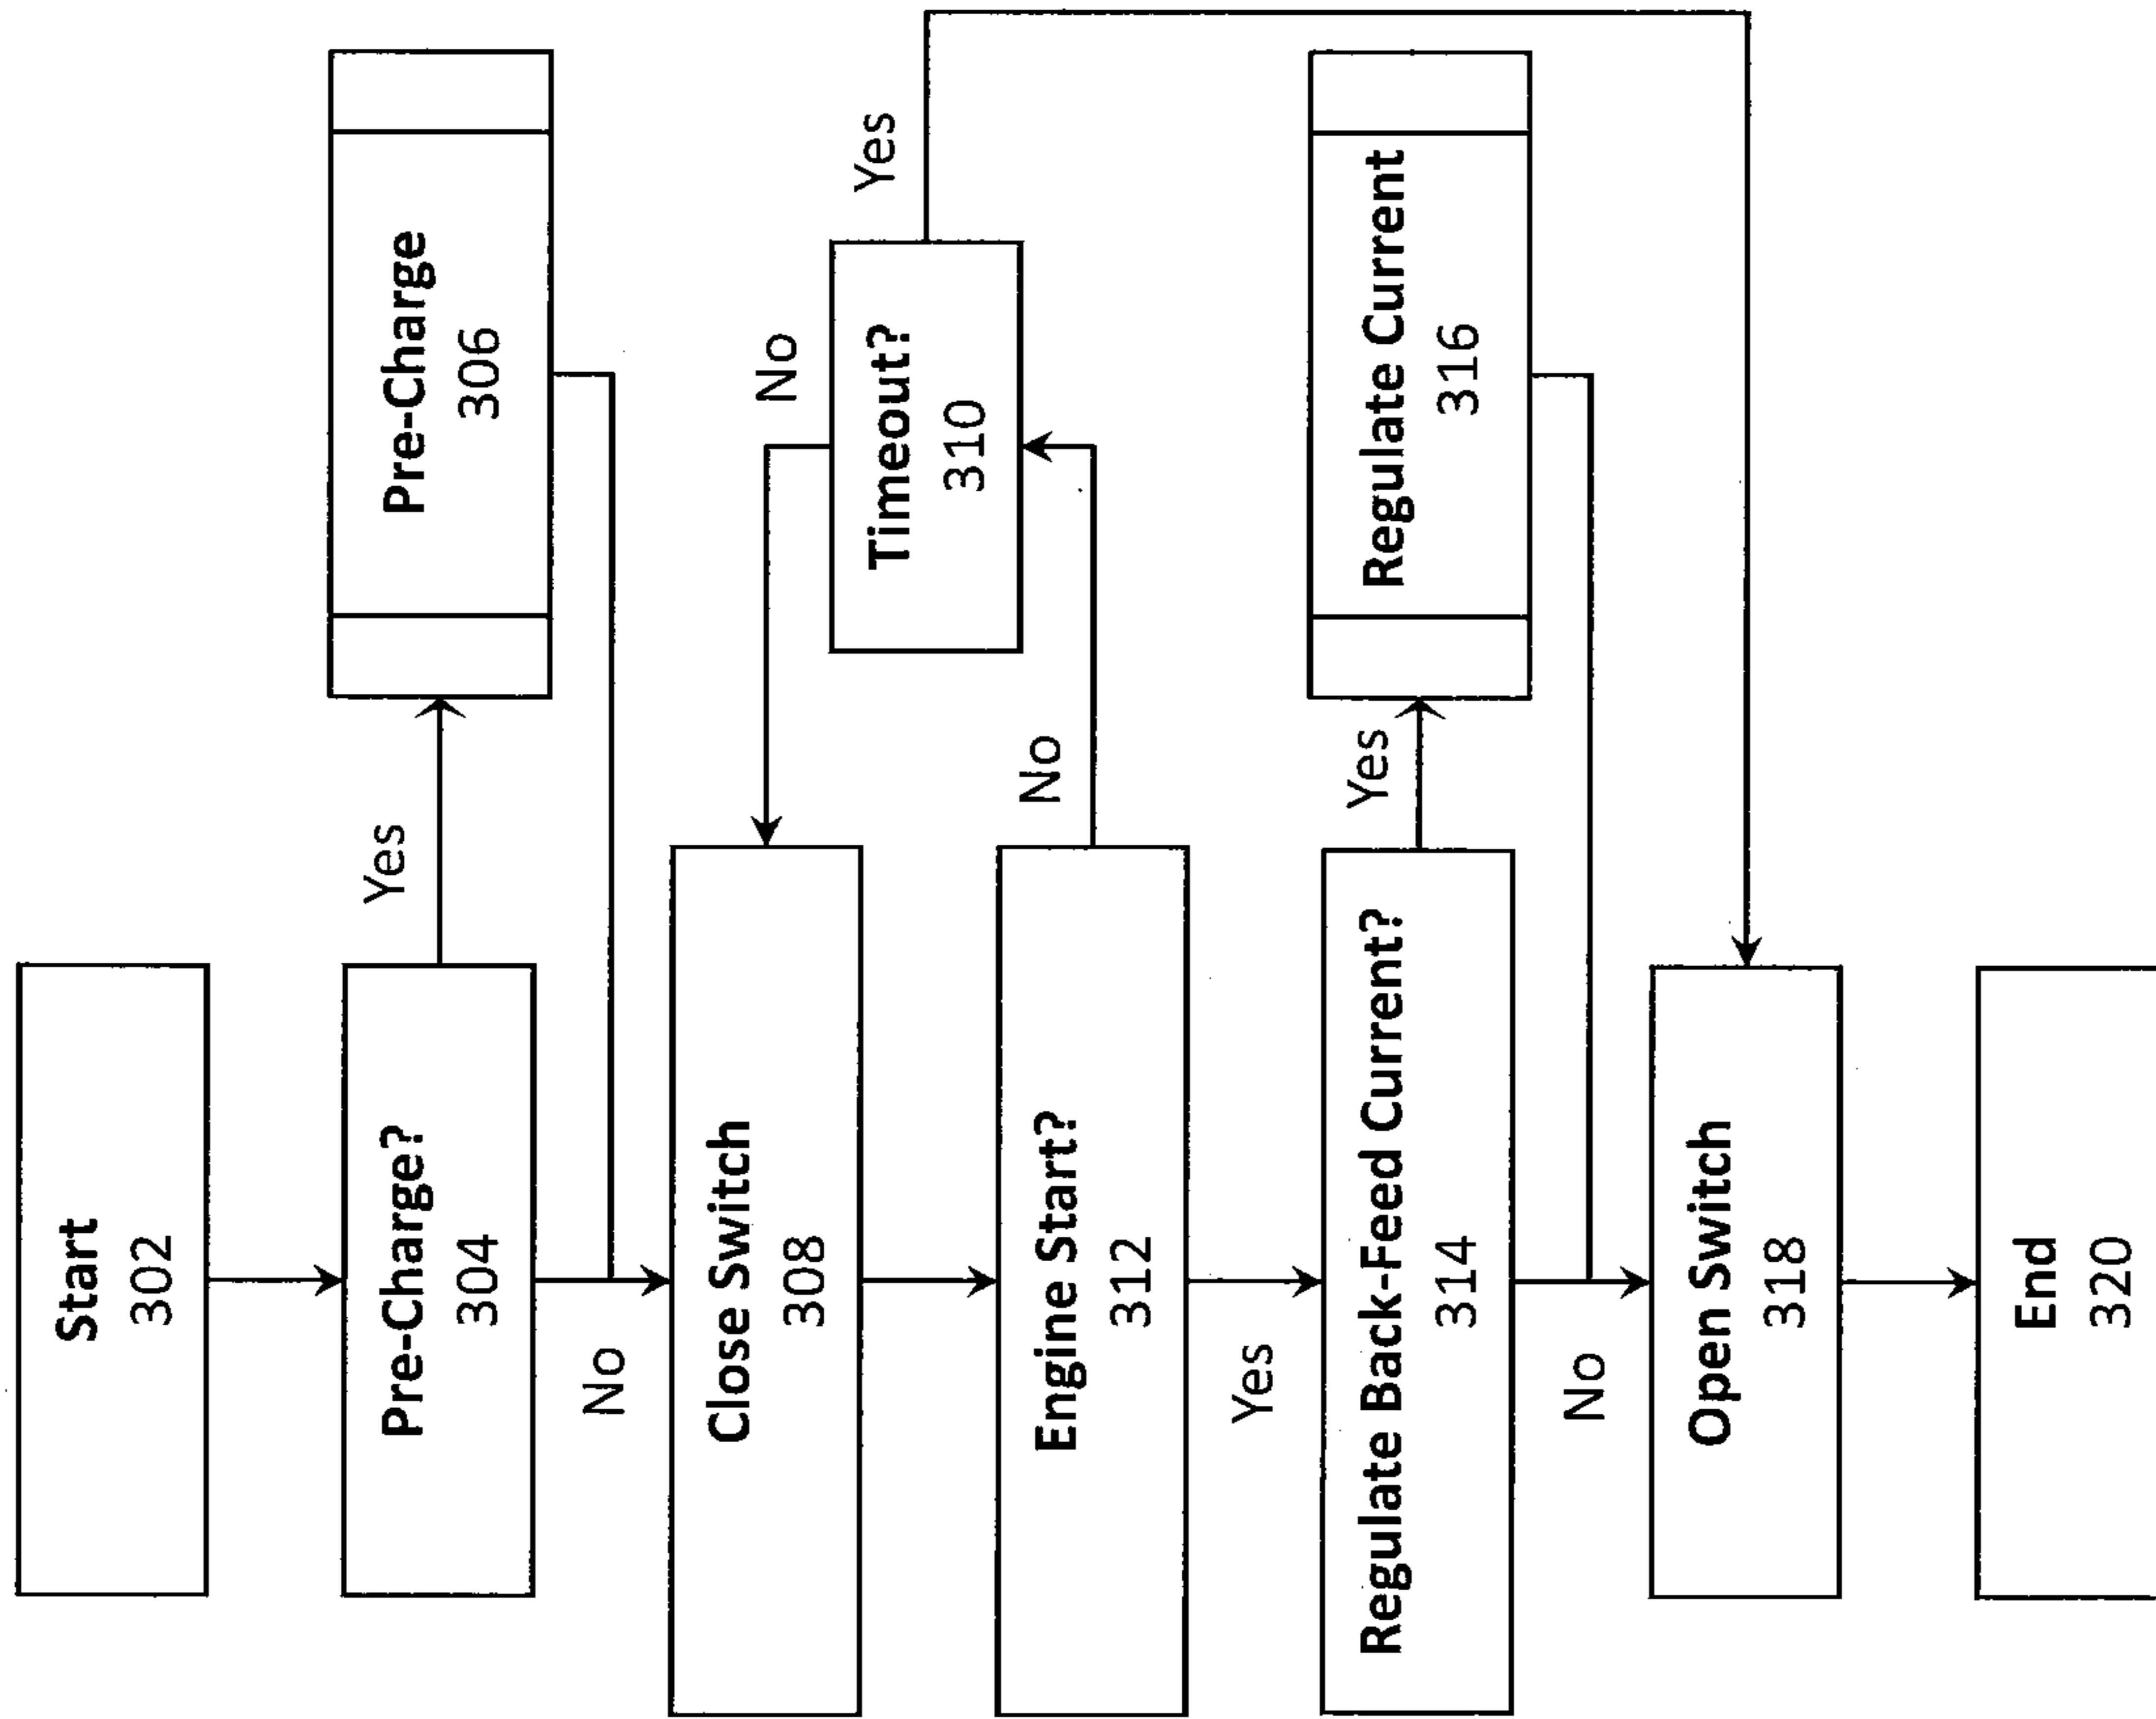 Start
302
Pre-Charge?
304
Yes
Pre-Charge
306
No
Close Switch
308
No
Timeout?
310
Yes
Engine Start?
312
No
Yes
Regulate Back-Feed Current?
314
Yes
Regulate Current
316
No
Open Switch
318
End
320